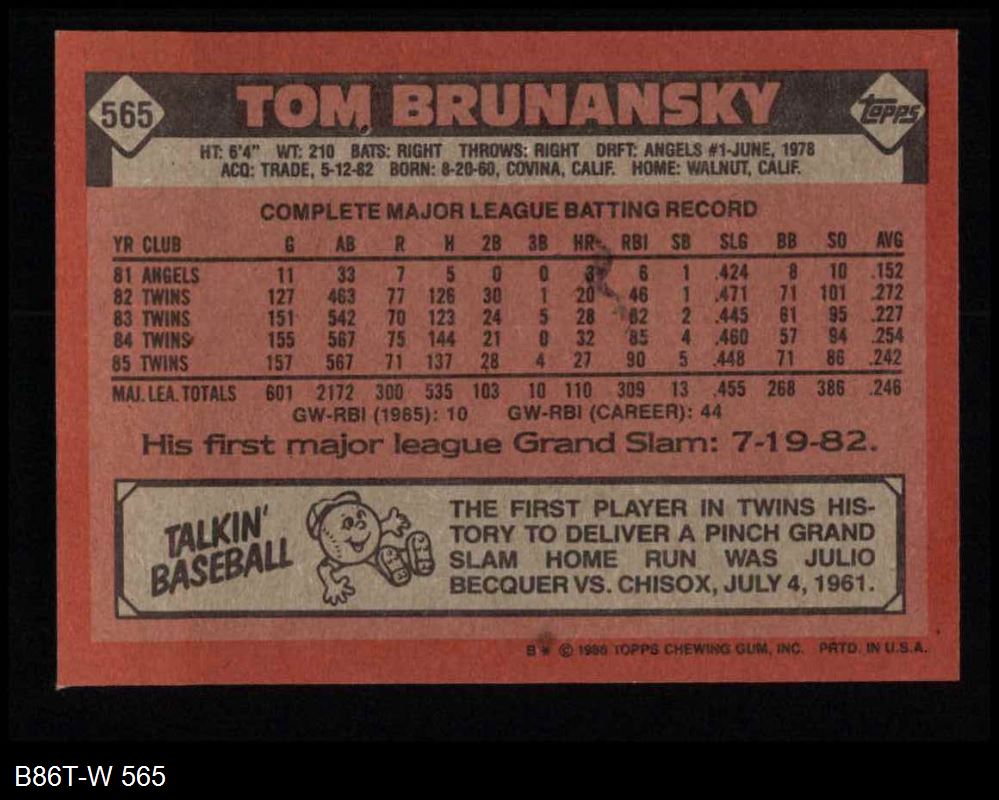 565
TOM BRUNANSKY
TOPPS
HT: 6'4" WT: 210 BATS: RIGHT THROWS: RIGHT DRFT: ANGELS #1-JUNE, 1978
ACQ: TRADE, 5-12-82 BORN: 8-20-60, COVINA, CALIF. HOME: WALNUT, CALIF.
COMPLETE MAJOR LEAGUE BATTING RECORD
YR CLUB G AB R H 2B 3B HR RBI SB SLG BB SO AVG
81 ANGELS 11 33 7 5 0 0 3 6 1 .424 8 10 .152
82 TWINS 127 463 77 126 30 1 20 46 1 .471 71 101 .272
83 TWINS 151 542 70 123 24 5 28 82 2 .445 61 95 .227
84 TWINS 155 567 75 144 21 0 32 85 4 .460 57 94 .254
85 TWINS 157 567 71 137 28 4 27 90 5 .448 71 86 .242
MAJ. LEA. TOTALS 601 2172 300 535 103 10 110 309 13 .455 268 386 .246
GW-RBI (1985): 10 GW-RBI (CAREER): 44
His first major league Grand Slam: 7-19-82.
TALKIN'
BASEBALL
THE FIRST PLAYER IN TWINS HIS-
TORY TO DELIVER A PINCH GRAND
SLAM HOME RUN WAS JULIO
BECQUER VS. CHISOX, JULY 4, 1961.
B* © 1986 TOPPS CHEWING GUM, INC. PRTD. IN U.S.A.
B86T-W 565